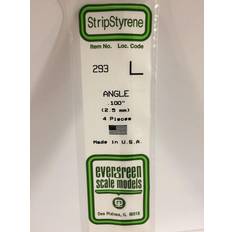 StripStyrene
Item No. Loc. Code
293 L
ANGLE
.100"
(2.5 mm)
4 Pieces
Made In U.S.A.
evergreen
scale models
Des Plaines, IL 60018